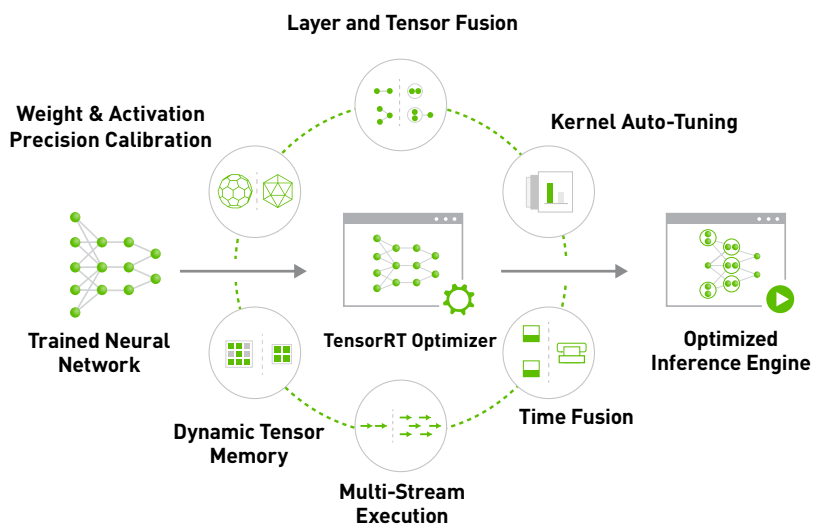 Layer and Tensor Fusion
Weight & Activation
Precision Calibration
Kernel Auto-Tuning
Trained Neural
Network
TensorRT Optimizer
Optimized
Inference Engine
Dynamic Tensor
Memory
Time Fusion
Multi-Stream
Execution